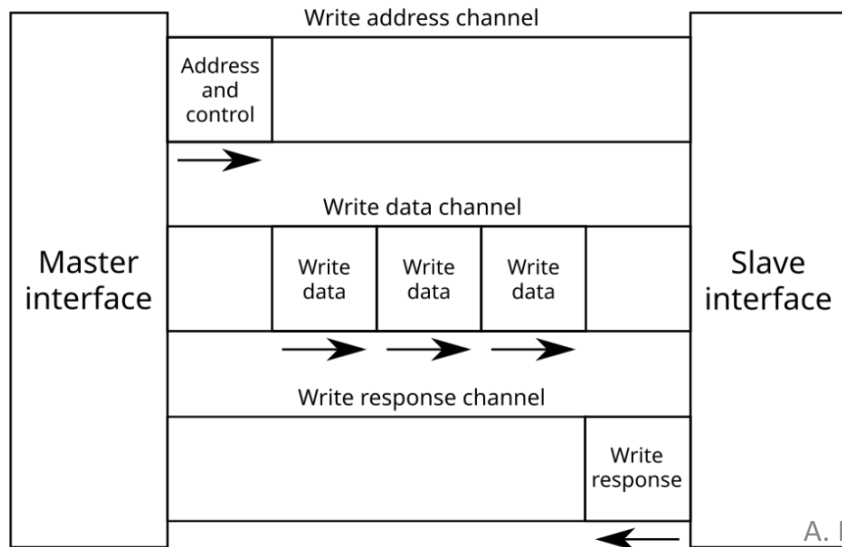 Write address channel
Address
and
control
Write data channel
Master
interface
Write
data
Write
data
Write
data
Slave
interface
Write response channel
Write
response
A.